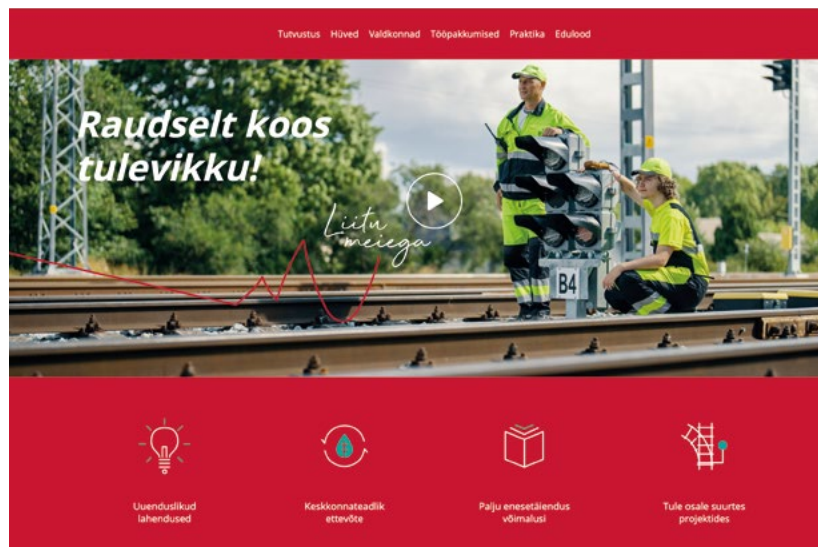 Tutvustus Hüved Valdkonnad Tööpakkumised Praktika Edulood
Raudselt koos
tulevikku!
Liitu
meiega
B4
Uuenduslikud
lahendused
Keskkonnateadlik
ettevõte
Palju enesetäiendus
võimalusi
Tule osale suurtes
projektides